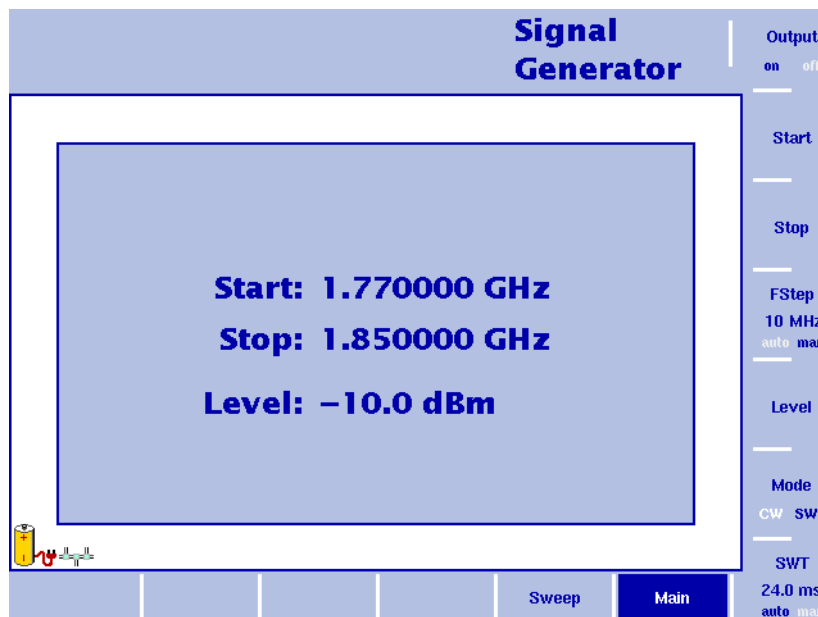 Signal
Generator
Output
on off
Start
Stop
FStep
10 MHz
auto
Level
Mode
CW
SWT
24.0 ms
auto
Start: 1.770000 GHz
Stop: 1.850000 GHz
Level: −10.0 dBm
Sweep
Main